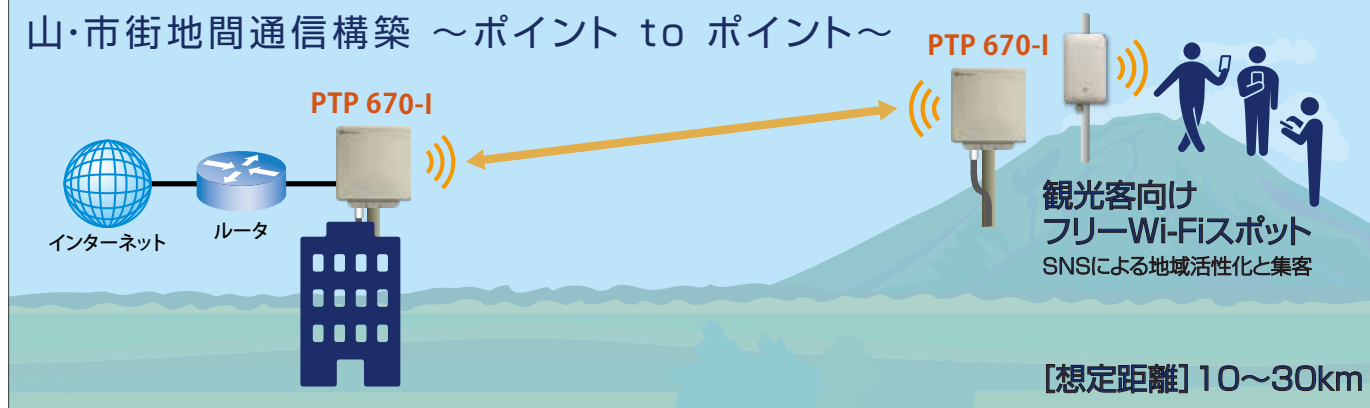 山・市街地間通信構築 ～ポイント to ポイント～
PTP 670-I
PTP 670-I
インターネット
ルータ
観光客向け
フリーWi-Fiスポット
SNSによる地域活性化と集客
[想定距離]10～30km